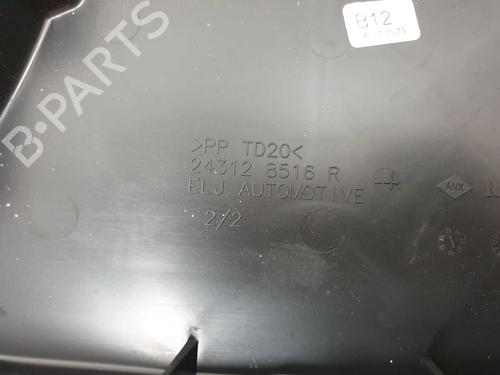 B12
>PP TD20<
24312 8516 R
ELJ AUTOMOTIVE
2/2
ANX
R
B-PARTS